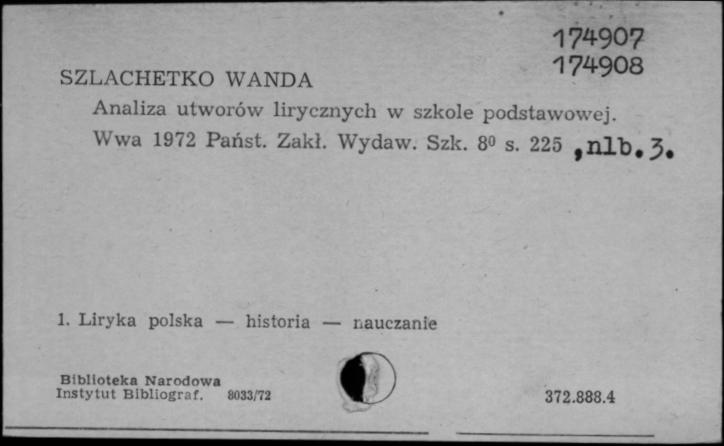 174907
174908
SZLACHETKO WANDA
Analiza utworów lirycznych w szkole podstawowej.
Wwa 1972 Państ. Zakł. Wydaw. Szk. 8⁰ s. 225 ,nlb.3.
1. Liryka polska — historia — nauczanie
Biblioteka Narodowa
Instytut Bibliograf. 8033/72
372.888.4